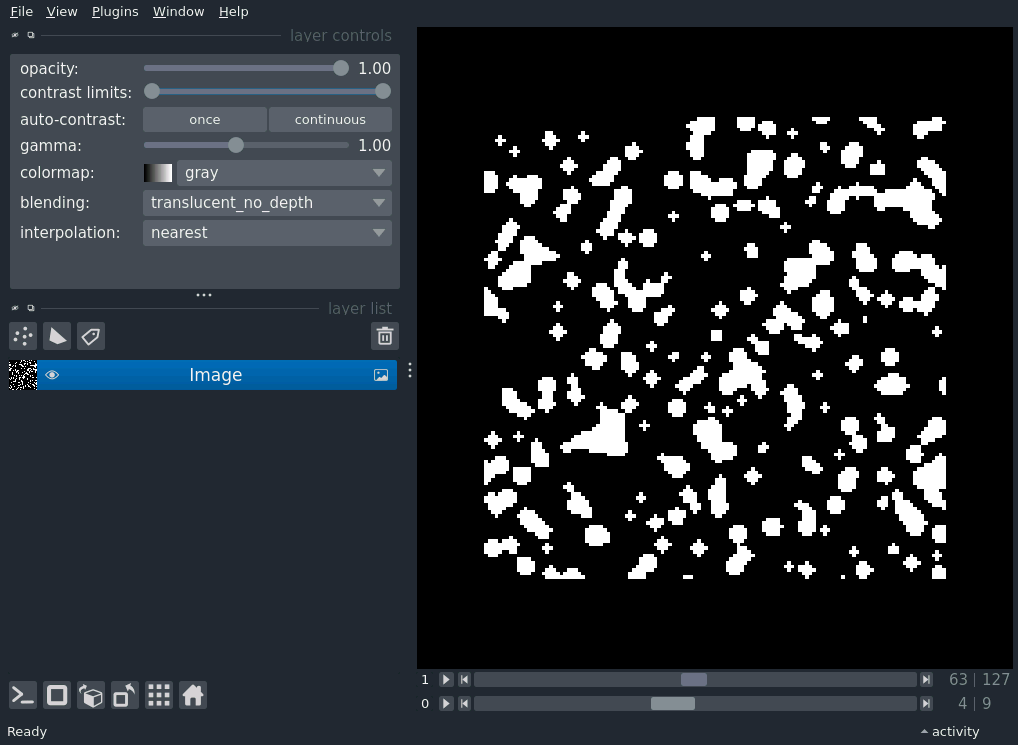 File View Plugins Window Help
layer controls
opacity: 1.00
contrast limits:
auto-contrast: once continuous
gamma: 1.00
colormap: gray
blending: translucent_no_depth
interpolation: nearest
layer list
Image
1 63 | 127
0 4 | 9
Ready activity